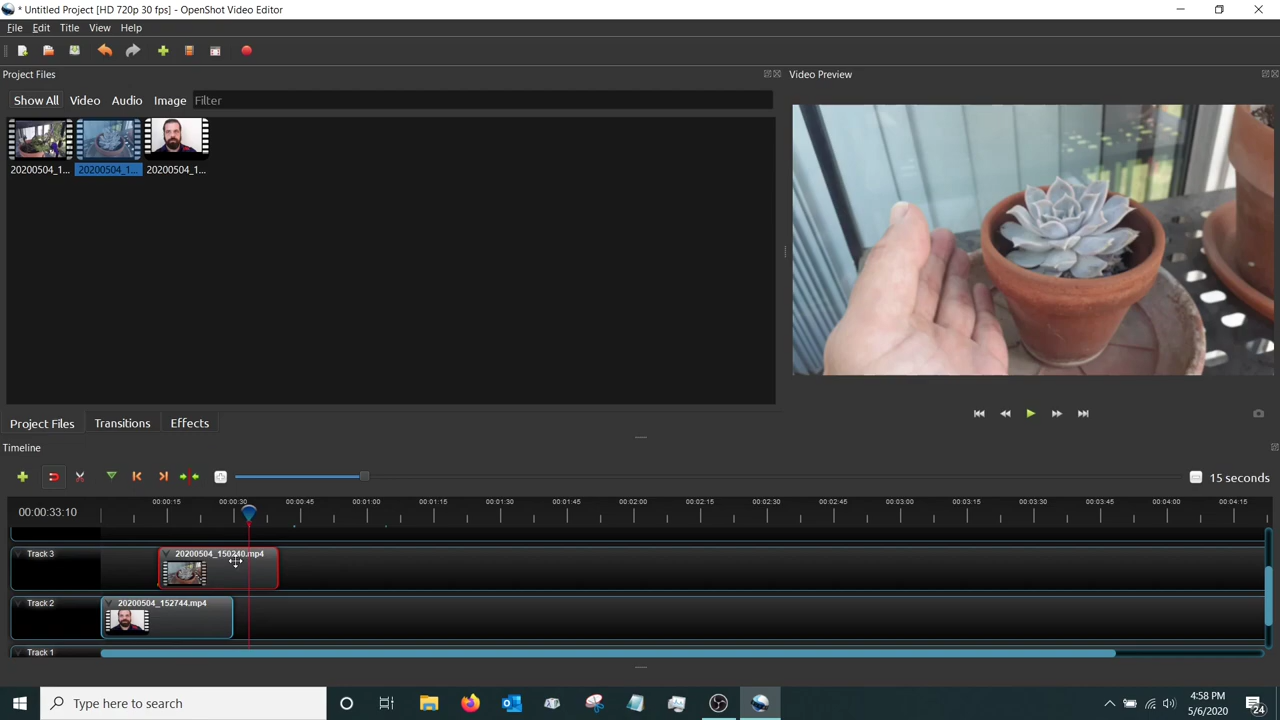 * Untitled Project [HD 720p 30 fps] - OpenShot Video Editor
File Edit Title View Help
Project Files
Video Preview
Show All Video Audio Image Filter
20200504_1... 20200504_1... 20200504_1...
Project Files Transitions Effects
Timeline
15 seconds
00:00:33:10
00:00:15 00:00:30 00:00:45 00:01:00 00:01:15 00:01:30 00:01:45 00:02:00 00:02:15 00:02:30 00:02:45 00:03:00 00:03:15 00:03:30 00:03:45 00:04:00 00:04:15
Track 3 20200504_150240.mp4
Track 2 20200504_152744.mp4
Track 1
Type here to search
4:58 PM
5/6/2020
24